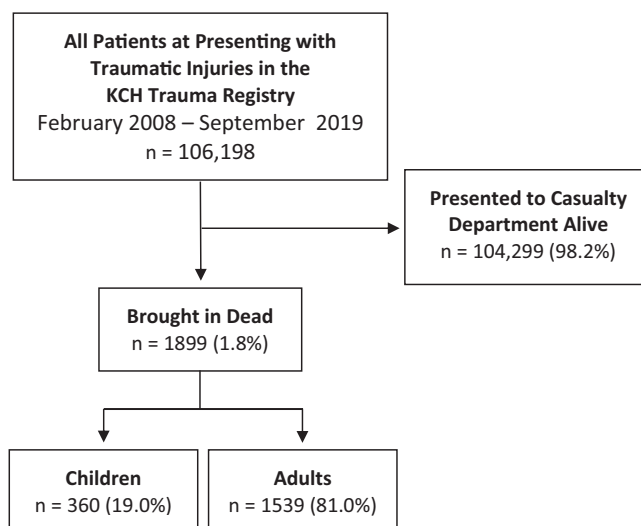 All Patients at Presenting with
Traumatic Injuries in the
KCH Trauma Registry
February 2008 – September 2019
n = 106,198
Presented to Casualty
Department Alive
n = 104,299 (98.2%)
Brought in Dead
n = 1899 (1.8%)
Children
n = 360 (19.0%)
Adults
n = 1539 (81.0%)